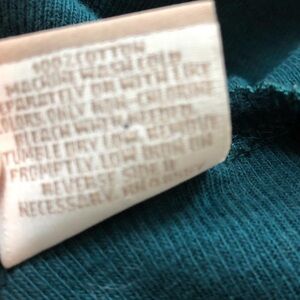 100% COTTON
MACHINE WASH COLD
SEPARATELY OR WITH LIKE
COLORS ONLY NON-CHLORINE
BLEACH WHEN NEEDED
TUMBLE DRY LOW, REMOVE
PROMPTLY LOW IRON ON
REVERSE SIDE IF
NECESSARY